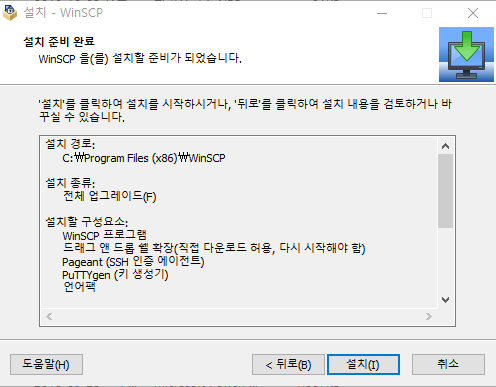 설치 - WinSCP
설치 준비 완료
WinSCP 을(를) 설치할 준비가 되었습니다.
'설치'를 클릭하여 설치를 시작하시거나, '뒤로'를 클릭하여 설치 내용을 검토하거나 바
꾸실 수 있습니다.
설치 경로:
C:₩Program Files (x86)₩WinSCP
설치 종류:
전체 업그레이드(F)
설치할 구성요소:
WinSCP 프로그램
드래그 앤 드롭 쉘 확장(직접 다운로드 허용, 다시 시작해야 함)
Pageant (SSH 인증 에이전트)
PuTTYgen (키 생성기)
언어팩
도움말(H)
< 뒤로(B)
설치(I)
취소